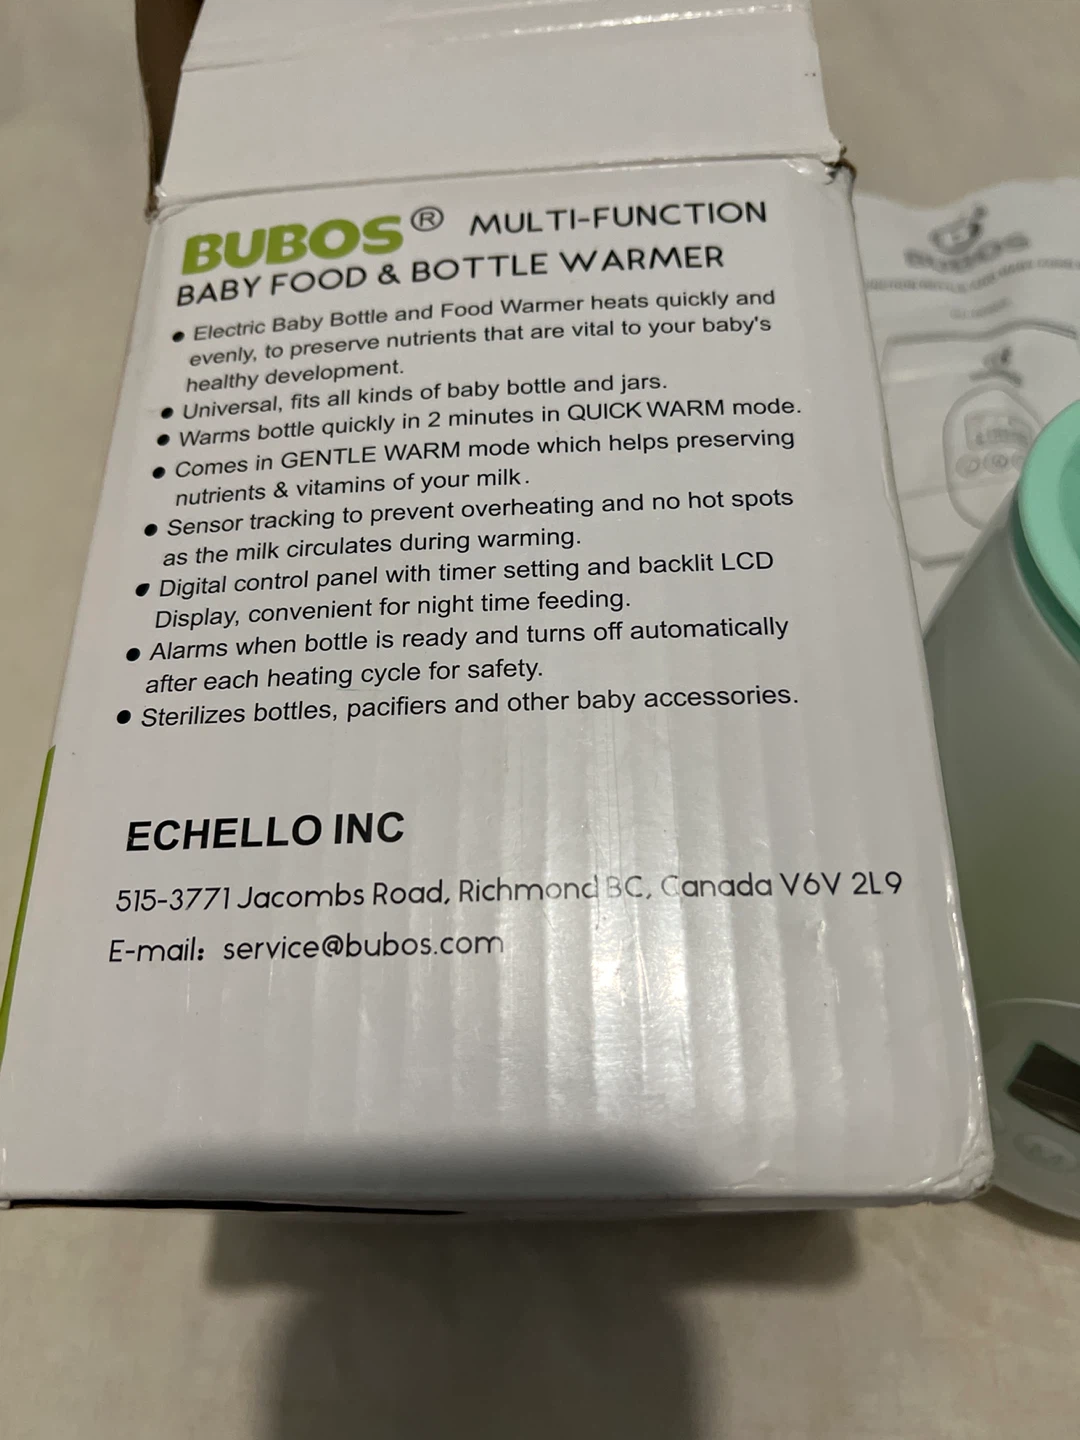 BUBOS® MULTI-FUNCTION
BABY FOOD & BOTTLE WARMER
● Electric Baby Bottle and Food Warmer heats quickly and
evenly, to preserve nutrients that are vital to your baby's
healthy development.
● Universal, fits all kinds of baby bottle and jars.
● Warms bottle quickly in 2 minutes in QUICK WARM mode.
● Comes in GENTLE WARM mode which helps preserving
nutrients & vitamins of your milk.
● Sensor tracking to prevent overheating and no hot spots
as the milk circulates during warming.
● Digital control panel with timer setting and backlit LCD
Display, convenient for night time feeding.
● Alarms when bottle is ready and turns off automatically
after each heating cycle for safety.
● Sterilizes bottles, pacifiers and other baby accessories.
ECHELLO INC
515-3771 Jacombs Road, Richmond BC, Canada V6V 2L9
E-mail: service@bubos.com
BUBOS